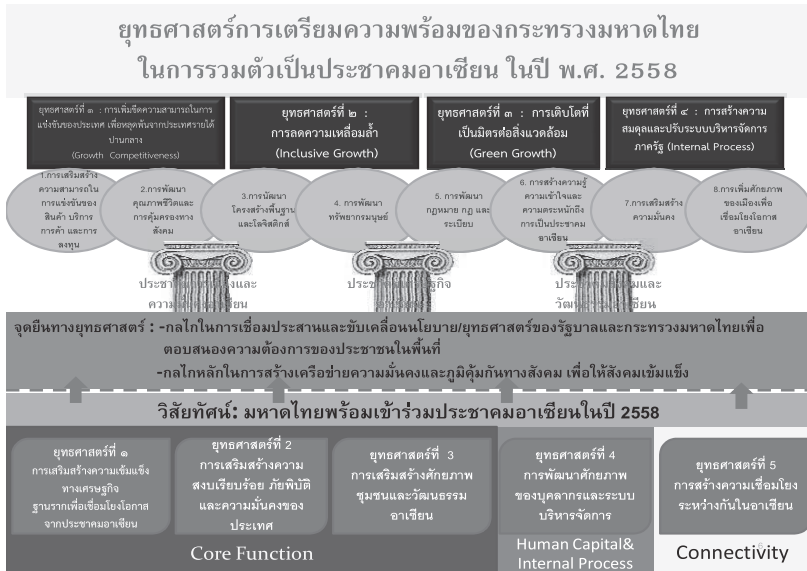 ยุทธศาสตร์การเตรียมความพร้อมของกระทรวงมหาดไทย
ในการรวมตัวเป็นประชาคมอาเซียน ในปี พ.ศ. 2558
ยุทธศาสตร์ที่ ๑ : การเพิ่มขีดความสามารถในการ
แข่งขันของประเทศ เพื่อหลุดพ้นจากประเทศรายได้
ปานกลาง
(Growth Competitiveness)
ยุทธศาสตร์ที่ ๒ :
การลดความเหลื่อมล้ำ
(Inclusive Growth)
ยุทธศาสตร์ที่ ๓ : การเติบโตที่
เป็นมิตรต่อสิ่งแวดล้อม
(Green Growth)
ยุทธศาสตร์ที่ ๔ : การสร้างความ
สมดุลและปรับระบบบริหารจัดการ
ภาครัฐ (Internal Process)
1.การเสริมสร้าง
ความสามารถใน
การแข่งขันของ
สินค้า บริการ
การค้า และการ
ลงทุน
2.การพัฒนา
คุณภาพชีวิตและ
การคุ้มครองทาง
สังคม
3.การพัฒนา
โครงสร้างพื้นฐาน
และโลจิสติกส์
4. การพัฒนา
ทรัพยากรมนุษย์
5. การพัฒนา
กฎหมาย กฎ และ
ระเบียบ
6. การสร้างความรู้
ความเข้าใจและ
ความตระหนักถึง
การเป็นประชาคม
อาเซียน
7.การเสริมสร้าง
ความมั่นคง
8.การเพิ่มศักยภาพ
ของเมืองเพื่อ
เชื่อมโยงโอกาส
อาเซียน
จุดยืนทางยุทธศาสตร์ : -กลไกในการเชื่อมประสานและขับเคลื่อนนโยบาย/ยุทธศาสตร์ของรัฐบาลและกระทรวงมหาดไทยเพื่อ
ตอบสนองความต้องการของประชาชนในพื้นที่
-กลไกหลักในการสร้างเครือข่ายความมั่นคงและภูมิคุ้มกันทางสังคม เพื่อให้สังคมเข้มแข็ง
วิสัยทัศน์: มหาดไทยพร้อมเข้าร่วมประชาคมอาเซียนในปี 2558
ยุทธศาสตร์ที่ ๑
การเสริมสร้างความเข้มแข็ง
ทางเศรษฐกิจ
ฐานรากเพื่อเชื่อมโยงโอกาส
จากประชาคมอาเซียน
ยุทธศาสตร์ที่ 2
การเสริมสร้างความ
สงบเรียบร้อย ภัยพิบัติ
และความมั่นคงของ
ประเทศ
ยุทธศาสตร์ที่ 3
การเสริมสร้างศักยภาพ
ชุมชนและวัฒนธรรม
อาเซียน
ยุทธศาสตร์ที่ 4
การพัฒนาศักยภาพ
ของบุคลากรและระบบ
บริหารจัดการ
ยุทธศาสตร์ที่ 5
การสร้างความเชื่อมโยง
ระหว่างกันในอาเซียน
Core Function
Human Capital&
Internal Process
Connectivity